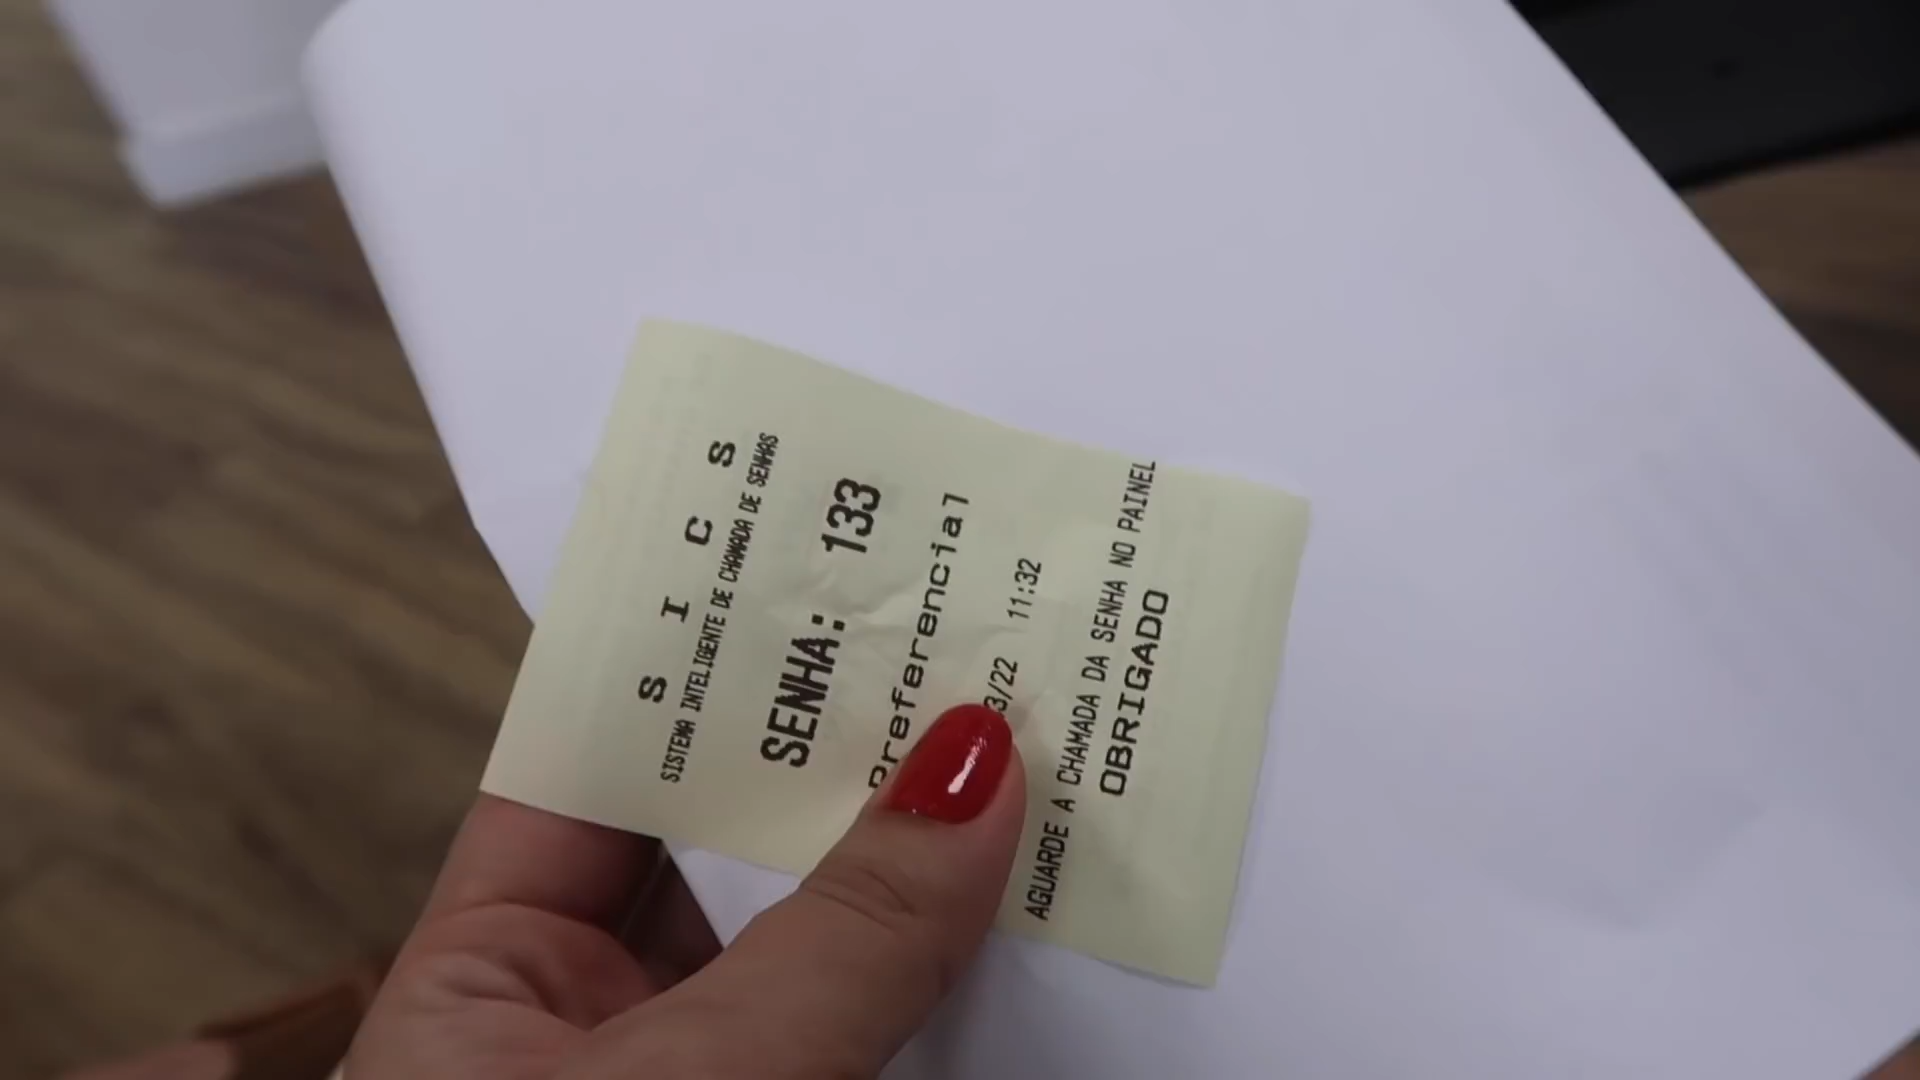 S I C S
SISTEMA INTELIGENTE DE CHAMADA DE SENHAS
SENHA: 133
Preferencial
3/22 11:32
AGUARDE A CHAMADA DA SENHA NO PAINEL
OBRIGADO